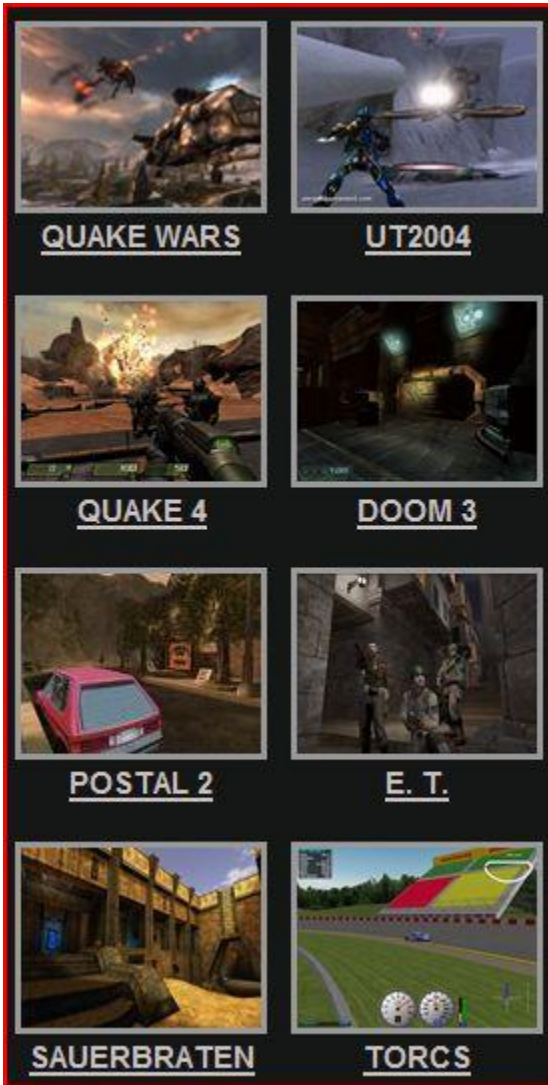 QUAKE WARS
UT2004
QUAKE 4
DOOM 3
POSTAL 2
E. T.
SAUERBRATEN
TORCS